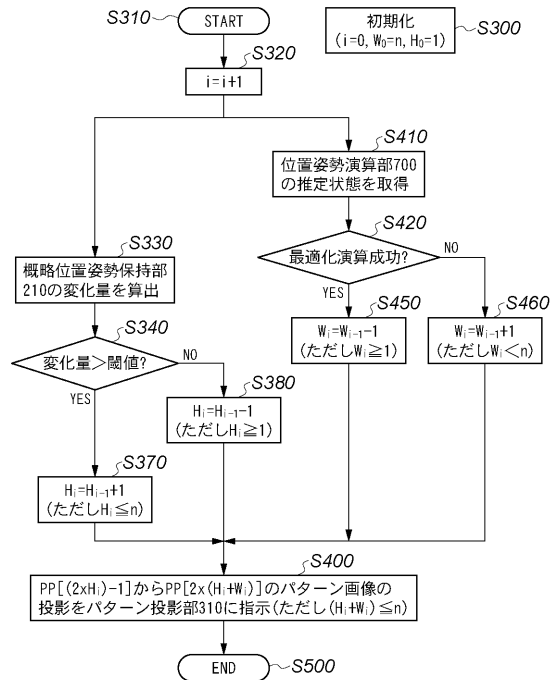 S310
START
初期化
(i=0, W₀=n, H₀=1)
S300
S320
i=i+1
S410
位置姿勢演算部700
の推定状態を取得
S420
最適化演算成功?
NO
YES
S330
概略位置姿勢保持部
210の変化量を算出
S340
変化量>閾値?
NO
YES
S450
Wᵢ=Wᵢ₋₁-1
(ただしWᵢ≧1)
S460
Wᵢ=Wᵢ₋₁+1
(ただしWᵢ<n)
S380
Hᵢ=Hᵢ₋₁-1
(ただしHᵢ≧1)
S370
Hᵢ=Hᵢ₋₁+1
(ただしHᵢ≦n)
S400
PP[(2xHᵢ)-1]からPP[2x(Hᵢ+Wᵢ)]のパターン画像の
投影をパターン投影部310に指示(ただし(Hᵢ+Wᵢ)≦n)
END
S500